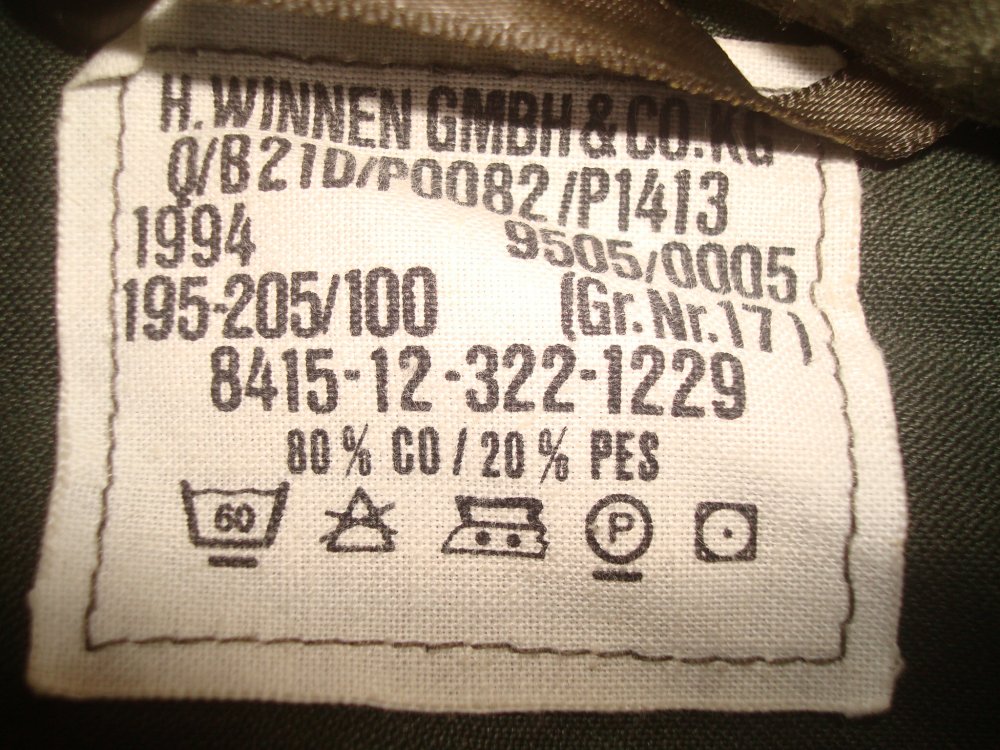 H. WINNEN GMBH & CO. KG
Q/B21D/P0082/P1413
1994 9505/0005
195-205/100 (Gr. Nr. 17)
8415-12-322-1229
80 % CO / 20 % PES
60 P